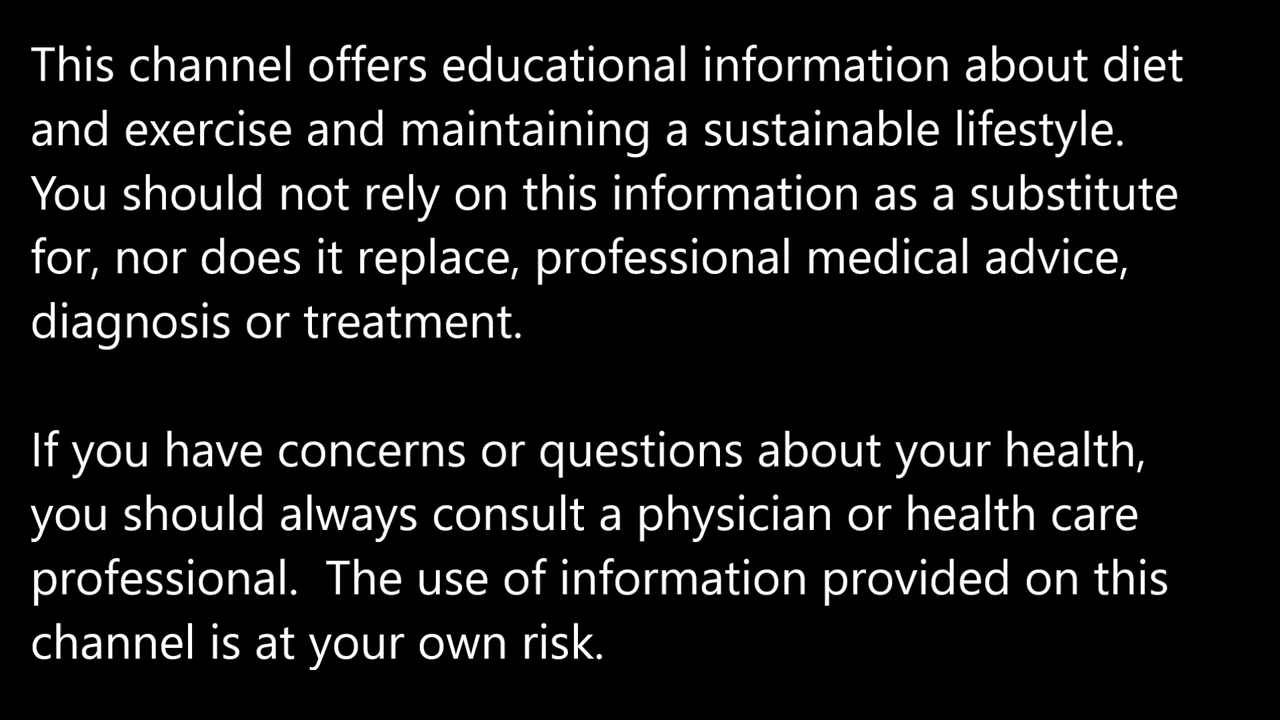 This channel offers educational information about diet
and exercise and maintaining a sustainable lifestyle.
You should not rely on this information as a substitute
for, nor does it replace, professional medical advice,
diagnosis or treatment.
If you have concerns or questions about your health,
you should always consult a physician or health care
professional.  The use of information provided on this
channel is at your own risk.